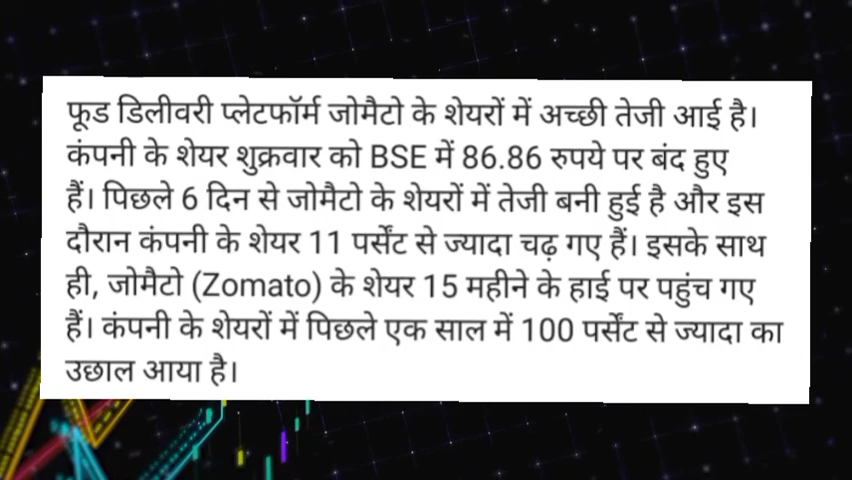 फूड डिलीवरी प्लेटफॉर्म जोमैटो के शेयरों में अच्छी तेजी आई है।
कंपनी के शेयर शुक्रवार को BSE में 86.86 रुपये पर बंद हुए
हैं। पिछले 6 दिन से जोमैटो के शेयरों में तेजी बनी हुई है और इस
दौरान कंपनी के शेयर 11 पर्सेंट से ज्यादा चढ़ गए हैं। इसके साथ
ही, जोमैटो (Zomato) के शेयर 15 महीने के हाई पर पहुंच गए
हैं। कंपनी के शेयरों में पिछले एक साल में 100 पर्सेंट से ज्यादा का
उछाल आया है।